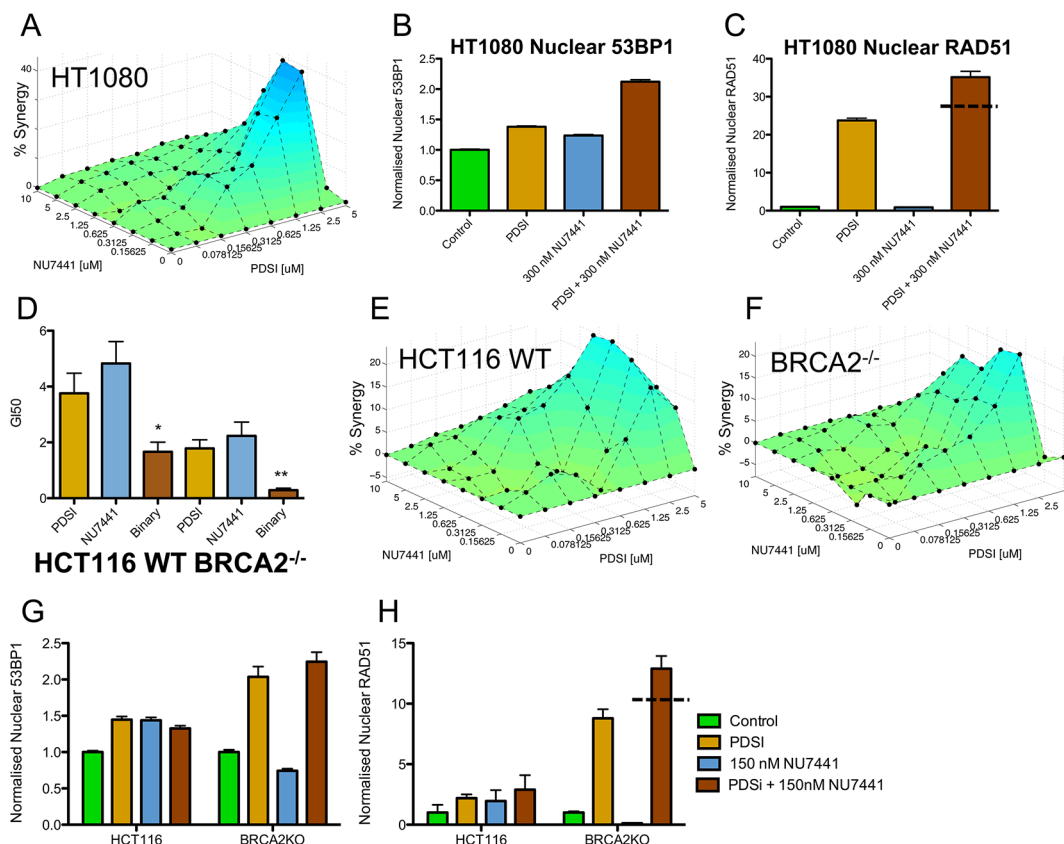 A
HT1080
% Synergy
40
20
0
10
5
2.5
1.25
0.625
0.3125
0.15625
0
NU7441 [uM]
0
0.078125
0.15625
0.3125
0.625
1.25
2.5
5
PDSI [uM]
B
HT1080 Nuclear 53BP1
Normalised Nuclear 53BP1
2.5
2.0
1.5
1.0
0.5
0.0
Control
PDSI
300 nM NU7441
PDSI + 300 nM NU7441
C
HT1080 Nuclear RAD51
Normalised Nuclear RAD51
40
30
20
10
0
Control
PDSI
300 nM NU7441
PDSI + 300 nM NU7441
D
GI50
6
4
2
0
*
**
PDSI
NU7441
Binary
PDSI
NU7441
Binary
HCT116 WT BRCA2-/-
E
HCT116 WT
% Synergy
20
15
10
5
0
−5
10
5
2.5
1.25
0.625
0.3125
0.15625
0
NU7441 [uM]
0
0.078125
0.15625
0.3125
0.625
1.25
2.5
5
PDSI [uM]
F
BRCA2-/-
% Synergy
20
15
10
5
0
−5
10
5
2.5
1.25
0.625
0.3125
0.15625
0
NU7441 [uM]
0
0.078125
0.15625
0.3125
0.625
1.25
2.5
5
PDSI [uM]
G
Normalised Nuclear 53BP1
2.5
2.0
1.5
1.0
0.5
0.0
HCT116
BRCA2KO
H
Normalised Nuclear RAD51
15
10
5
0
HCT116
BRCA2KO
Control
PDSI
150 nM NU7441
PDSi + 150nM NU7441